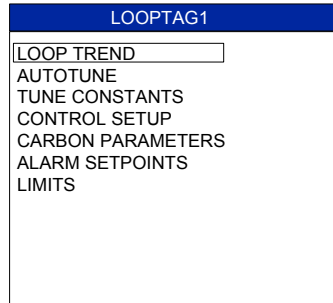 LOOPTAG1
LOOP TREND
AUTOTUNE
TUNE CONSTANTS
CONTROL SETUP
CARBON PARAMETERS
ALARM SETPOINTS
LIMITS